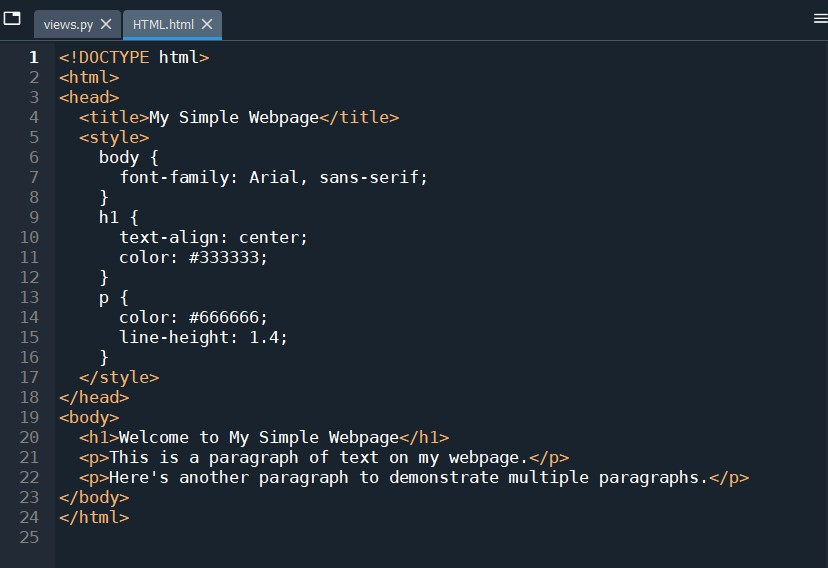 views.py HTML.html
1 <!DOCTYPE html>
2 <html>
3 <head>
4   <title>My Simple Webpage</title>
5   <style>
6     body {
7       font-family: Arial, sans-serif;
8     }
9     h1 {
10       text-align: center;
11       color: #333333;
12     }
13     p {
14       color: #666666;
15       line-height: 1.4;
16     }
17   </style>
18 </head>
19 <body>
20   <h1>Welcome to My Simple Webpage</h1>
21   <p>This is a paragraph of text on my webpage.</p>
22   <p>Here's another paragraph to demonstrate multiple paragraphs.</p>
23 </body>
24 </html>
25